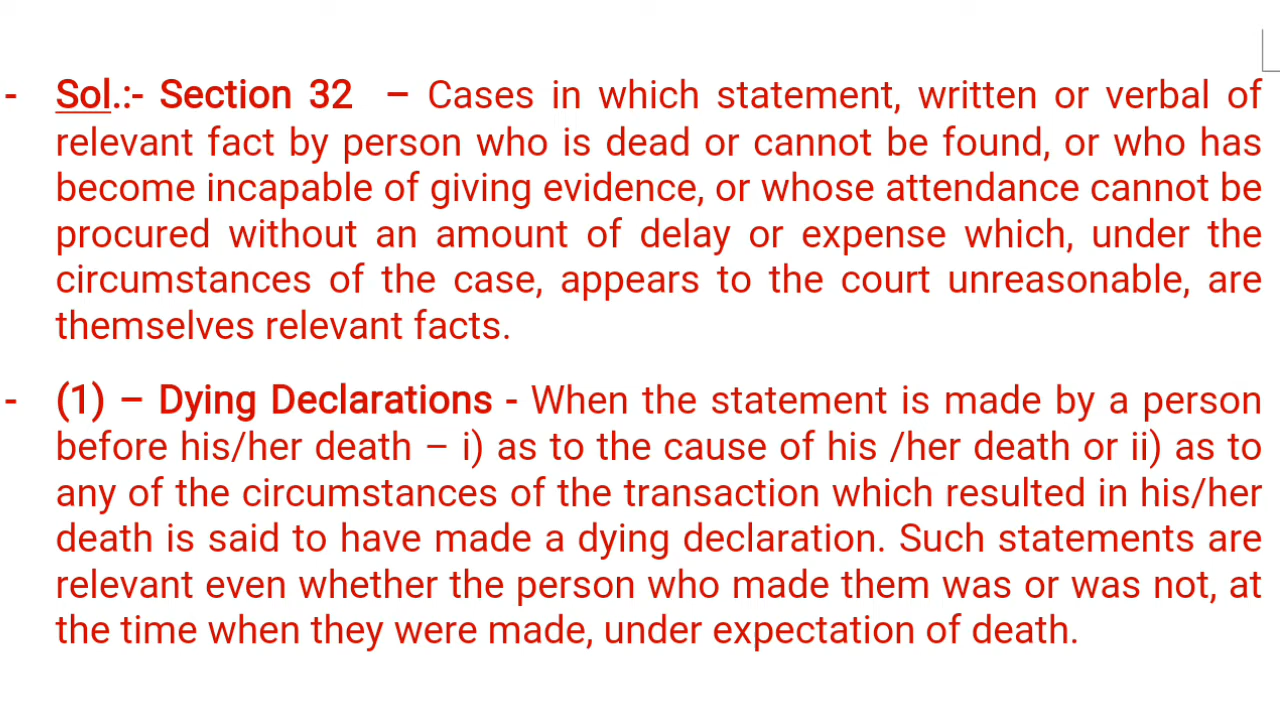 - Sol.:- Section 32 – Cases in which statement, written or verbal of
relevant fact by person who is dead or cannot be found, or who has
become incapable of giving evidence, or whose attendance cannot be
procured without an amount of delay or expense which, under the
circumstances of the case, appears to the court unreasonable, are
themselves relevant facts.
- (1) – Dying Declarations - When the statement is made by a person
before his/her death – i) as to the cause of his /her death or ii) as to
any of the circumstances of the transaction which resulted in his/her
death is said to have made a dying declaration. Such statements are
relevant even whether the person who made them was or was not, at
the time when they were made, under expectation of death.